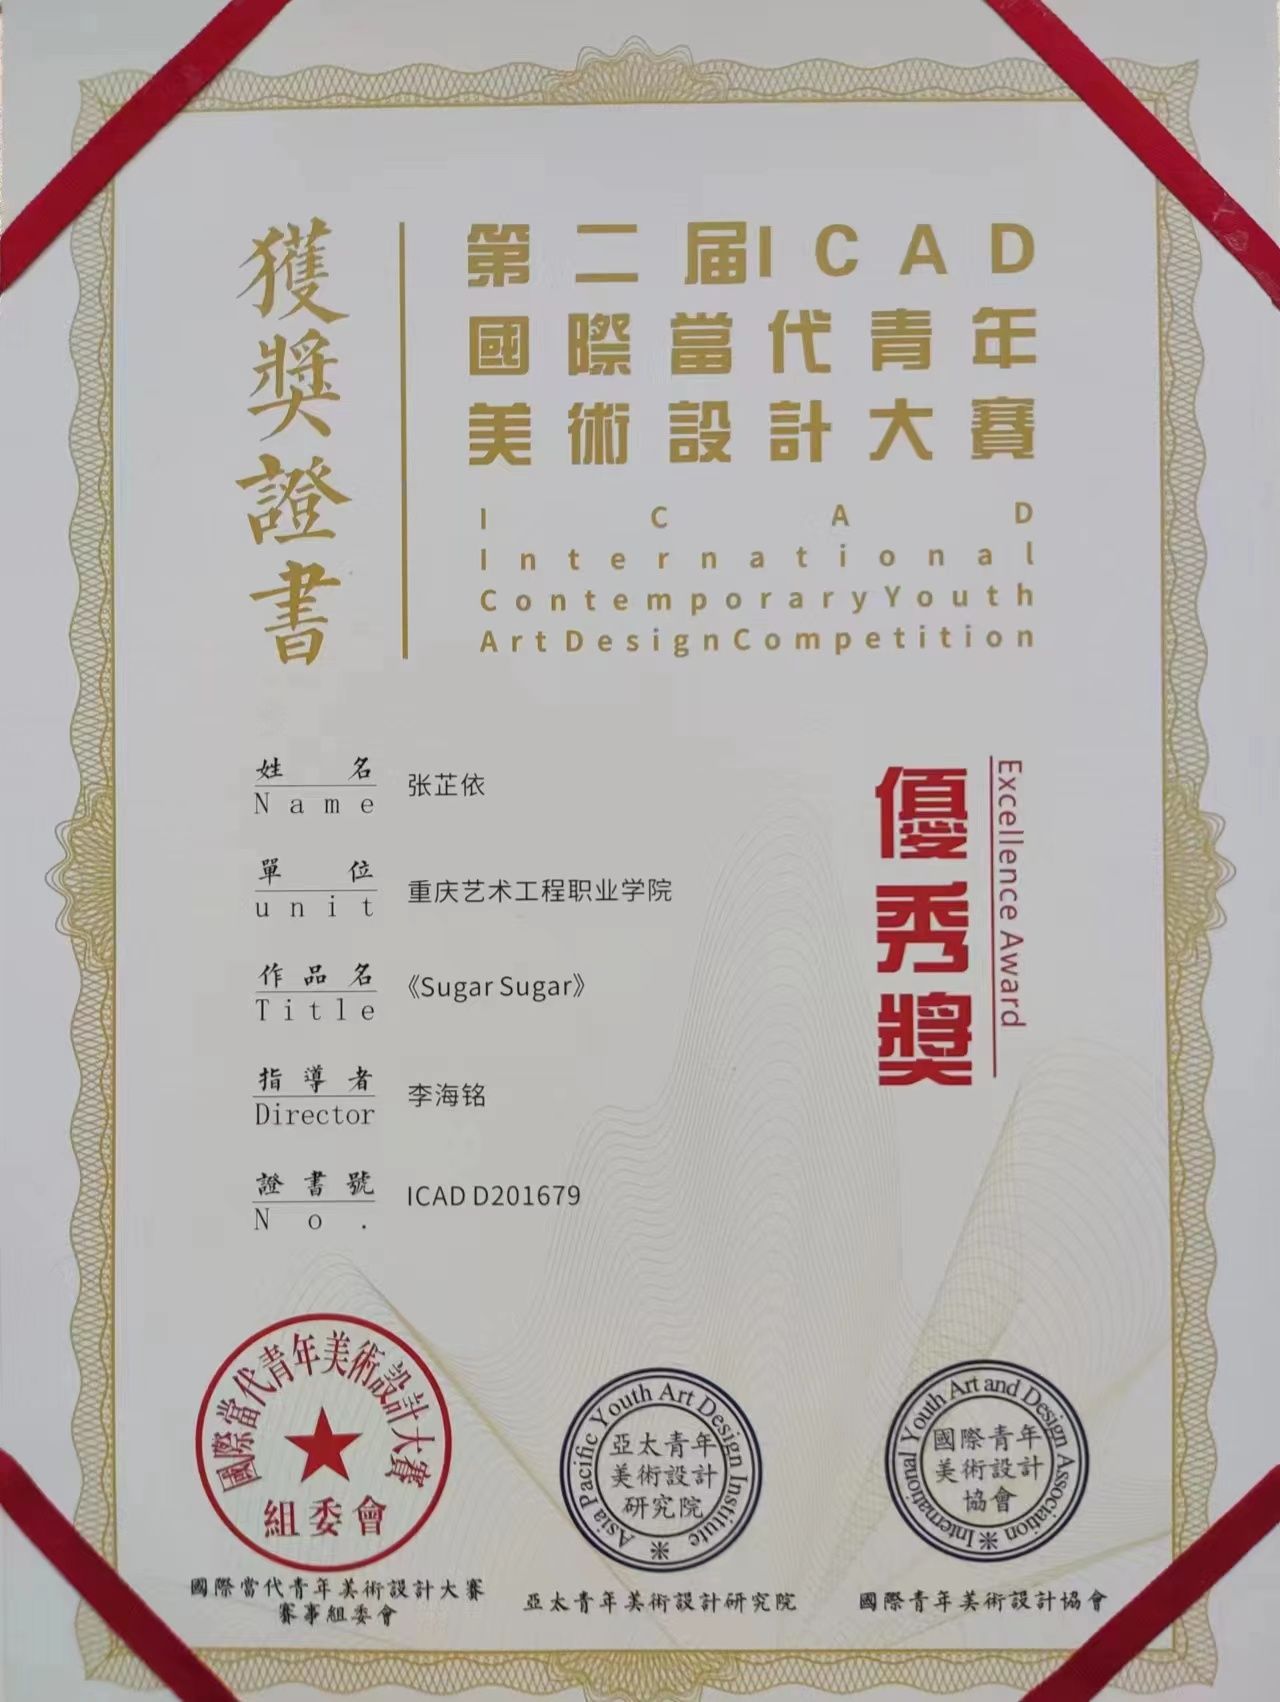 獲獎證書
第二届ICAD
國際當代青年
美術設計大賽
ICAD
International
Contemporary Youth
Art Design Competition
姓名 张芷依
Name
單位 重庆艺术工程职业学院
unit
作品名 《Sugar Sugar》
Title
指導者 李海铭
Director
證書號 ICAD D201679
No.
優秀獎
Excellence Award
國際當代青年美術設計大賽
組委會
Asia Pacific Youth Art Design Institute
亞太青年
美術設計
研究院
International Youth Art and Design Association
國際青年
美術設計
協會
國際當代青年美術設計大賽
賽事組委會
亞太青年美術設計研究院
國際青年美術設計協會